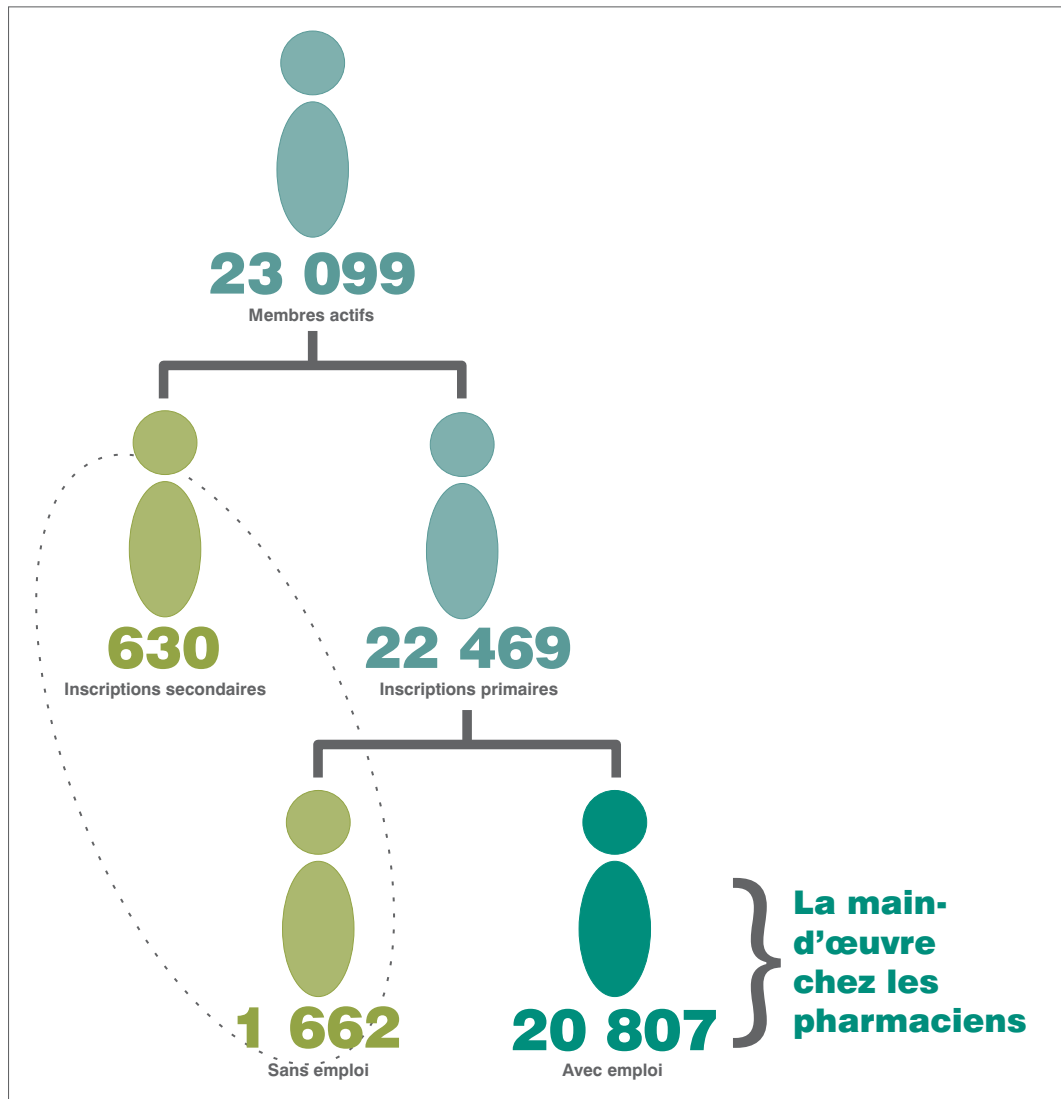 23 099
Membres actifs
630
Inscriptions secondaires
22 469
Inscriptions primaires
1 662
Sans emploi
20 807
Avec emploi
La main-
d’œuvre
chez les
pharmaciens